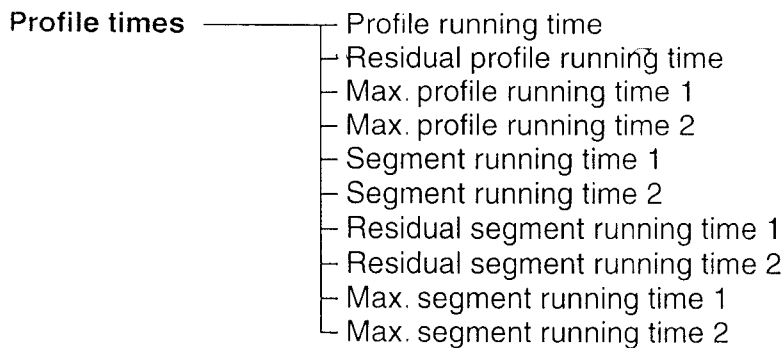 Profile times Profile running time
Residual profile running time
Max. profile running time 1
Max. profile running time 2
Segment running time 1
Segment running time 2
Residual segment running time 1
Residual segment running time 2
Max. segment running time 1
Max. segment running time 2